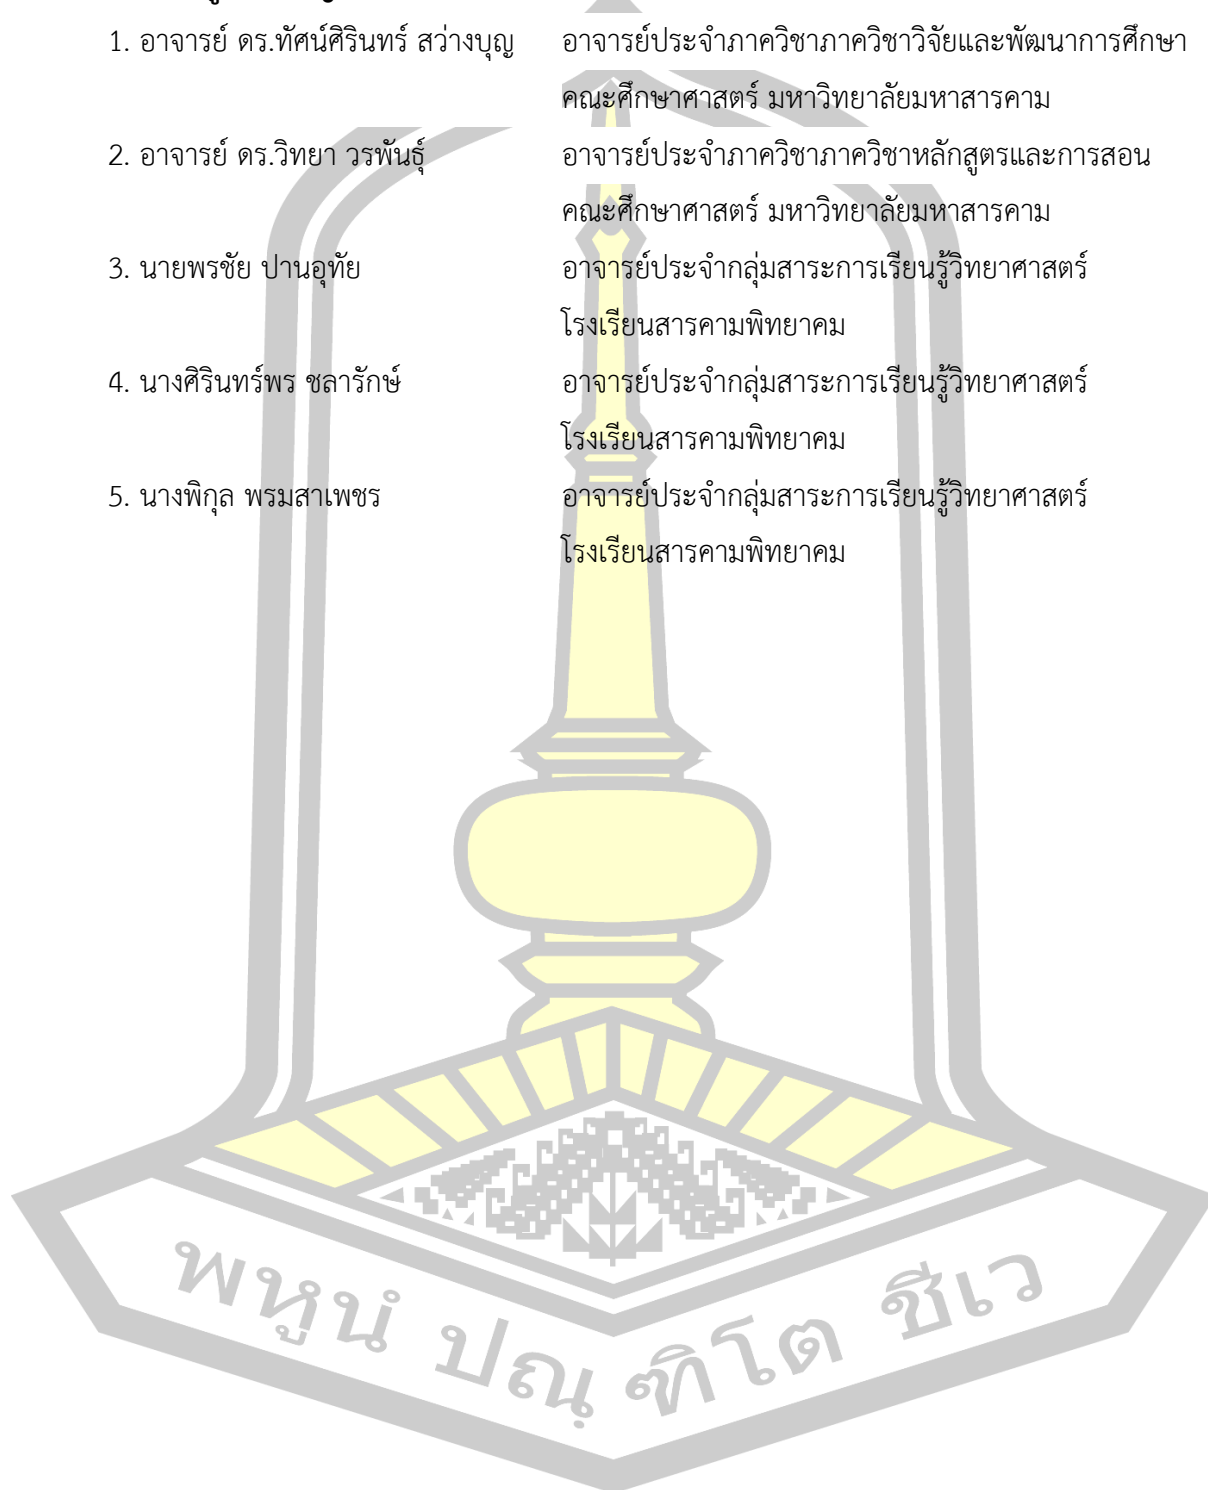 1. อาจารย์ ดร.ทัศน์ศิรินทร์ สว่างบุญ อาจารย์ประจำภาควิชาภาควิชาวิจัยและพัฒนาการศึกษา
คณะศึกษาศาสตร์ มหาวิทยาลัยมหาสารคาม
2. อาจารย์ ดร.วิทยา วรพันธุ์ อาจารย์ประจำภาควิชาภาควิชาหลักสูตรและการสอน
คณะศึกษาศาสตร์ มหาวิทยาลัยมหาสารคาม
3. นายพรชัย ปานอุทัย อาจารย์ประจำกลุ่มสาระการเรียนรู้วิทยาศาสตร์
โรงเรียนสารคามพิทยาคม
4. นางศิรินทร์พร ชลารักษ์ อาจารย์ประจำกลุ่มสาระการเรียนรู้วิทยาศาสตร์
โรงเรียนสารคามพิทยาคม
5. นางพิกุล พรมสาเพชร อาจารย์ประจำกลุ่มสาระการเรียนรู้วิทยาศาสตร์
โรงเรียนสารคามพิทยาคม
พหูนํ ปณฺฑิโต ชีเว